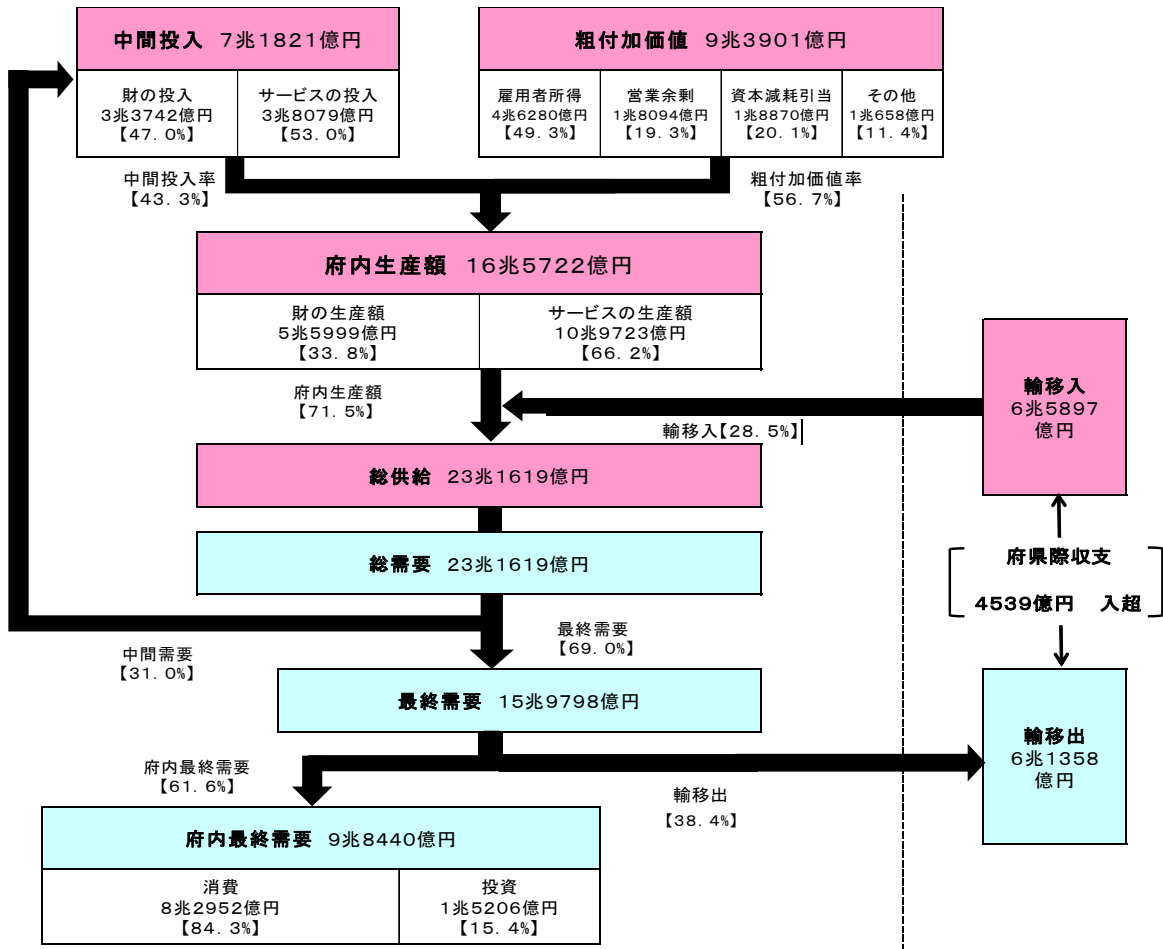 中間投入 7兆1821億円
粗付加価値 9兆3901億円
財の投入
3兆3742億円
【47.0%】
サービスの投入
3兆8079億円
【53.0%】
雇用者所得
4兆6280億円
【49.3%】
営業余剰
1兆8094億円
【19.3%】
資本減耗引当
1兆8870億円
【20.1%】
その他
1兆658億円
【11.4%】
中間投入率
【43.3%】
粗付加価値率
【56.7%】
府内生産額 16兆5722億円
財の生産額
5兆5999億円
【33.8%】
サービスの生産額
10兆9723億円
【66.2%】
府内生産額
【71.5%】
輸移入【28.5%】
輸移入
6兆5897
億円
総供給 23兆1619億円
総需要 23兆1619億円
府県際収支
4539億円 入超
中間需要
【31.0%】
最終需要
【69.0%】
最終需要 15兆9798億円
輸移出
6兆1358
億円
府内最終需要
【61.6%】
輸移出
【38.4%】
府内最終需要 9兆8440億円
消費
8兆2952億円
【84.3%】
投資
1兆5206億円
【15.4%】